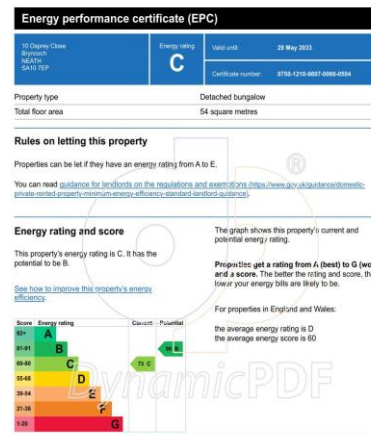 Energy performance certificate (EPC)
10 Osprey Close
Bryncoch
NEATH
SA10 7EP
Energy rating
C
Valid until:
29 May 2033
Certificate number:
0750-1210-0807-0066-0504
Property type
Detached bungalow
Total floor area
54 square metres
Rules on letting this property
Properties can be let if they have an energy rating from A to E.
You can read guidance for landlords on the regulations and exemptions (https://www.gov.uk/guidance/domestic-
private-rented-property-minimum-energy-efficiency-standard-landlord-guidance).
Energy rating and score
This property's energy rating is C. It has the
potential to be B.
See how to improve this property's energy
efficiency.
Score Energy rating Current Potential
92+ A
81-91 B
69-80 C 73 C
55-68 D
39-54 E
21-38 F
1-20 G
The graph shows this property's current and
potential energy rating.
Properties get a rating from A (best) to G (wo
and a score. The better the rating and score, th
lower your energy bills are likely to be.
For properties in England and Wales:
the average energy rating is D
the average energy score is 60
DynamicPDF